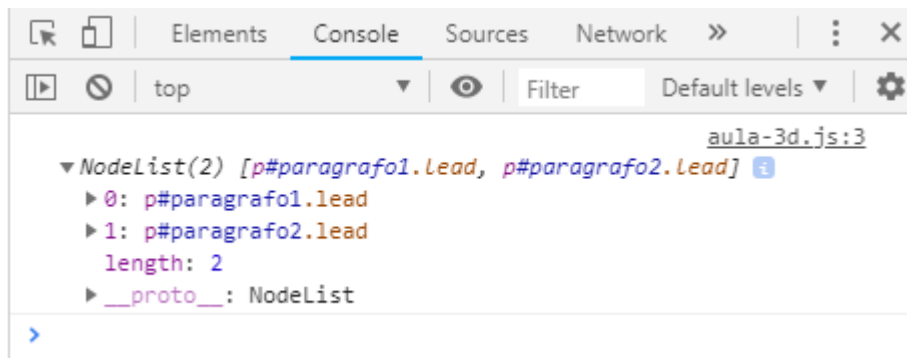 Elements Console Sources Network »
top Filter Default levels
aula-3d.js:3
NodeList(2) [p#paragrafo1.lead, p#paragrafo2.lead] i
0: p#paragrafo1.lead
1: p#paragrafo2.lead
length: 2
__proto__: NodeList
>